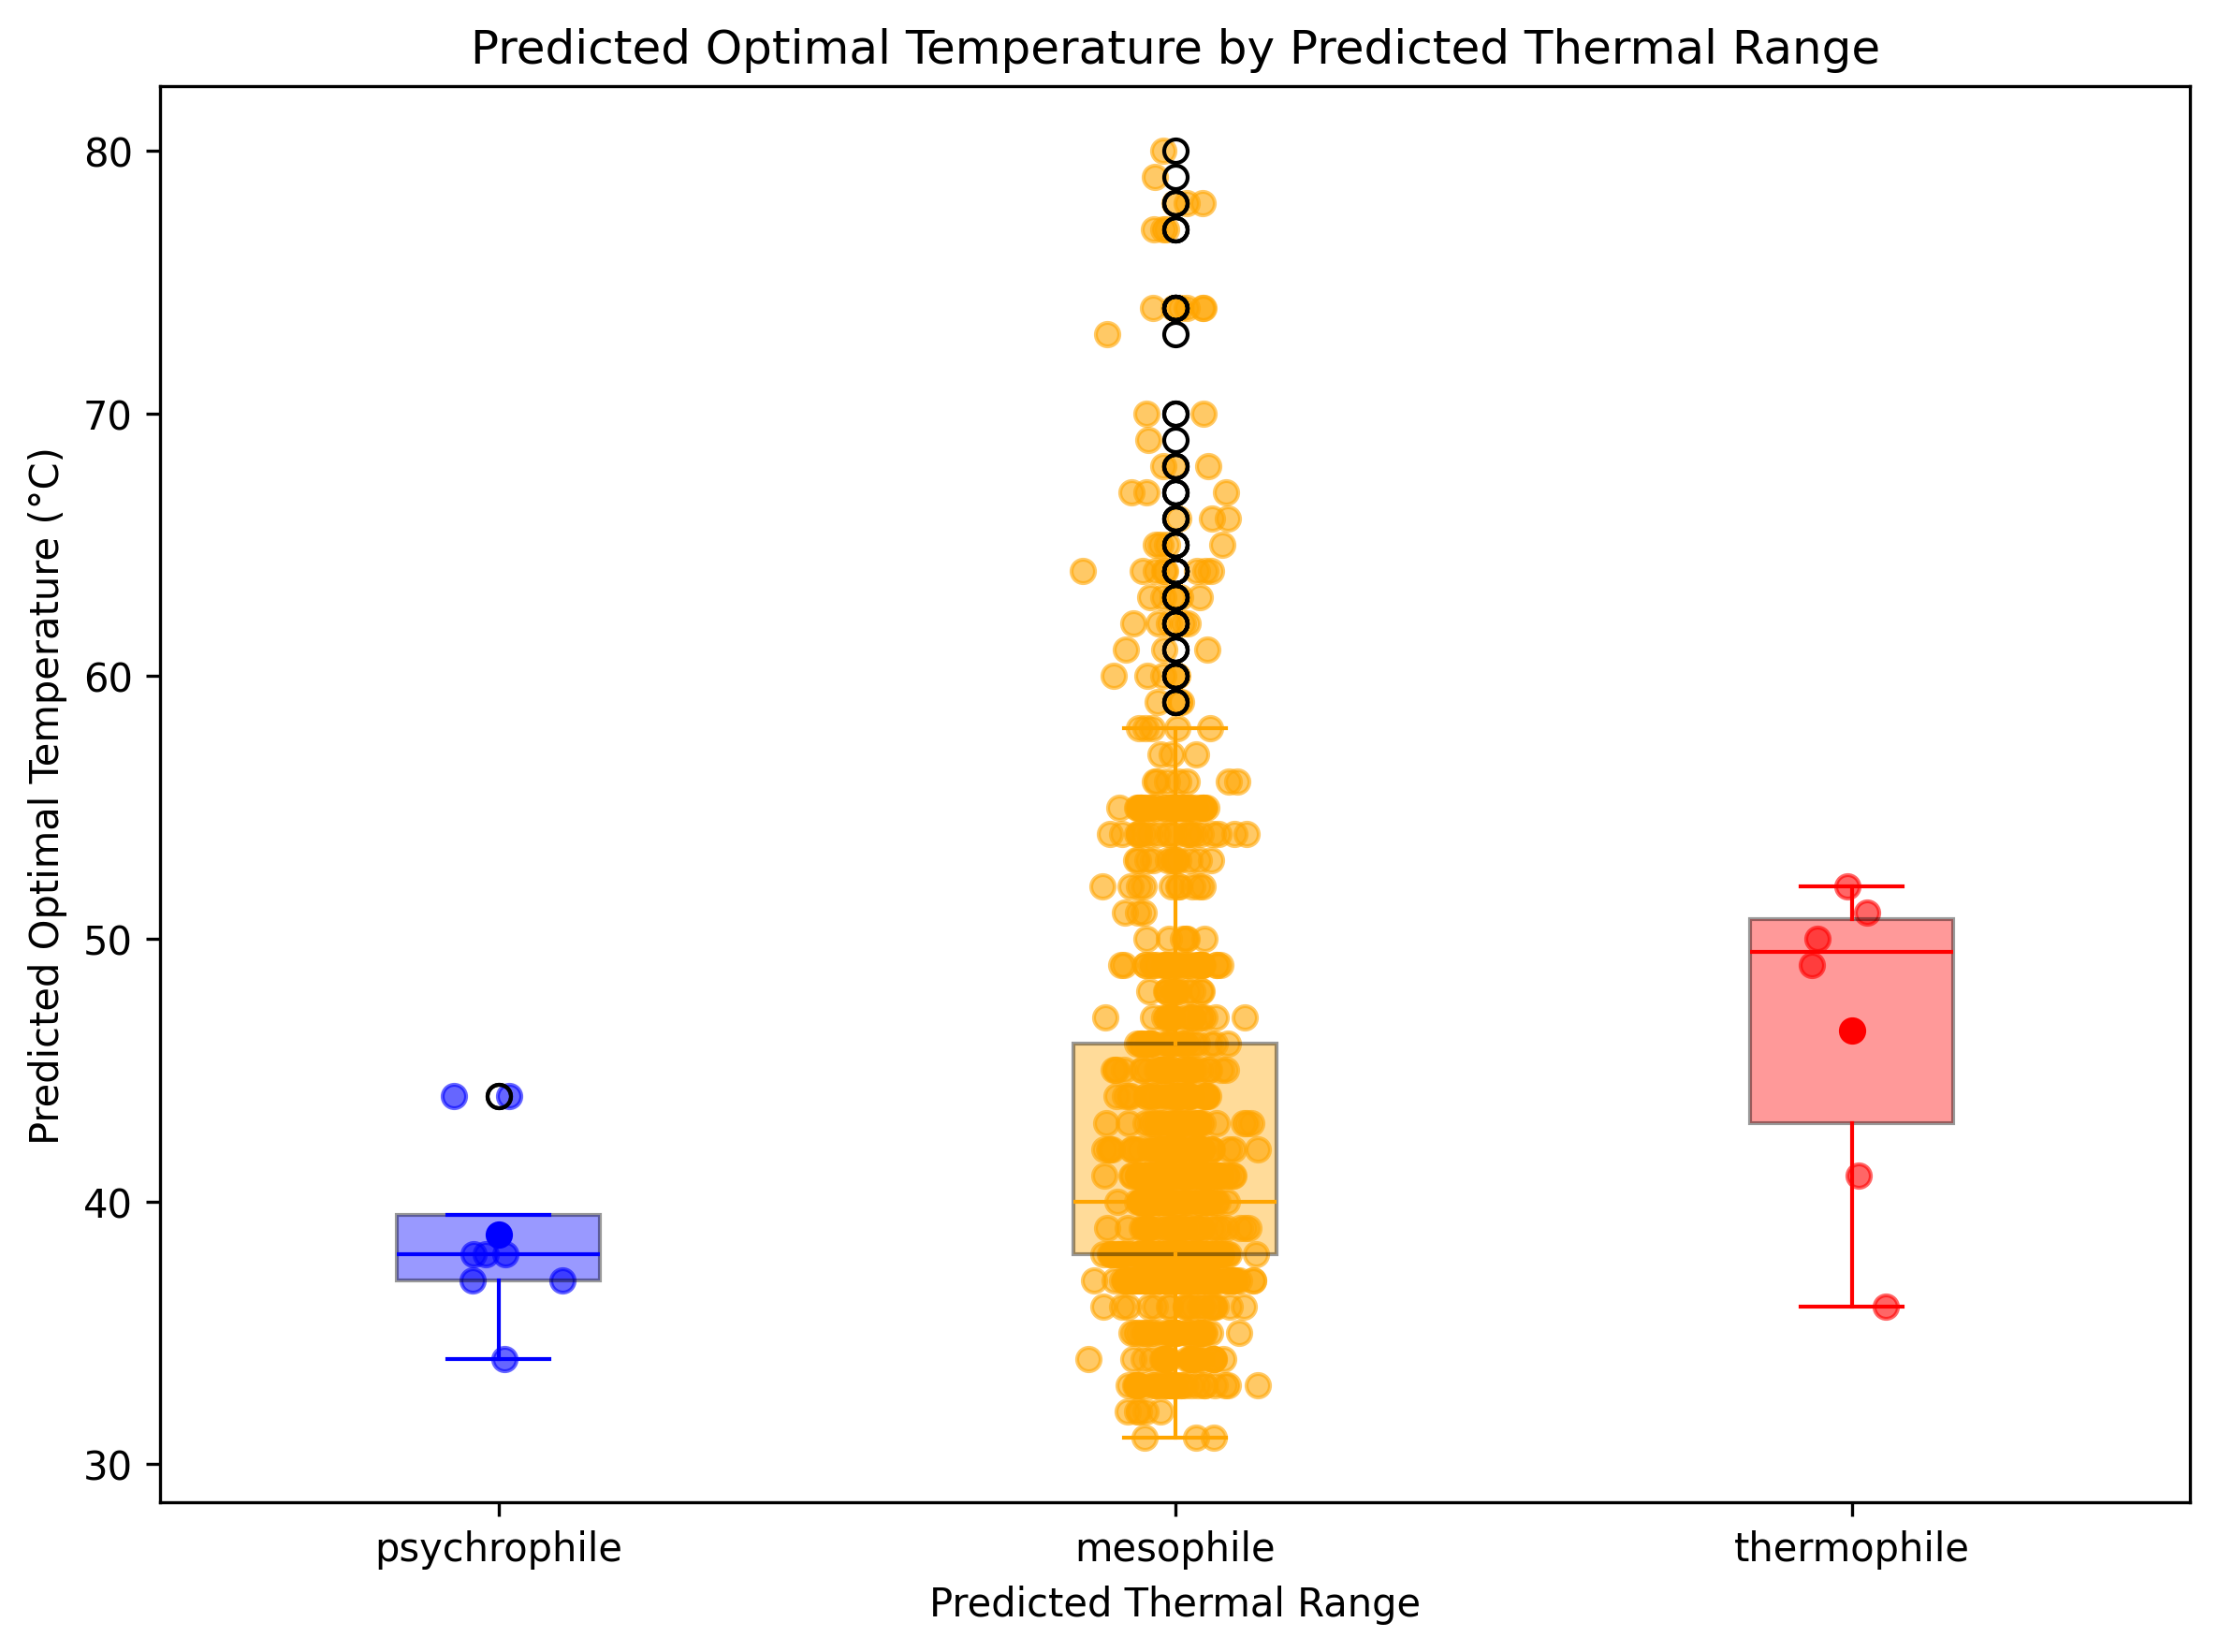 Predicted Optimal Temperature by Predicted Thermal Range
Predicted Optimal Temperature (°C)
80
70
60
50
40
30
psychrophile
mesophile
thermophile
Predicted Thermal Range